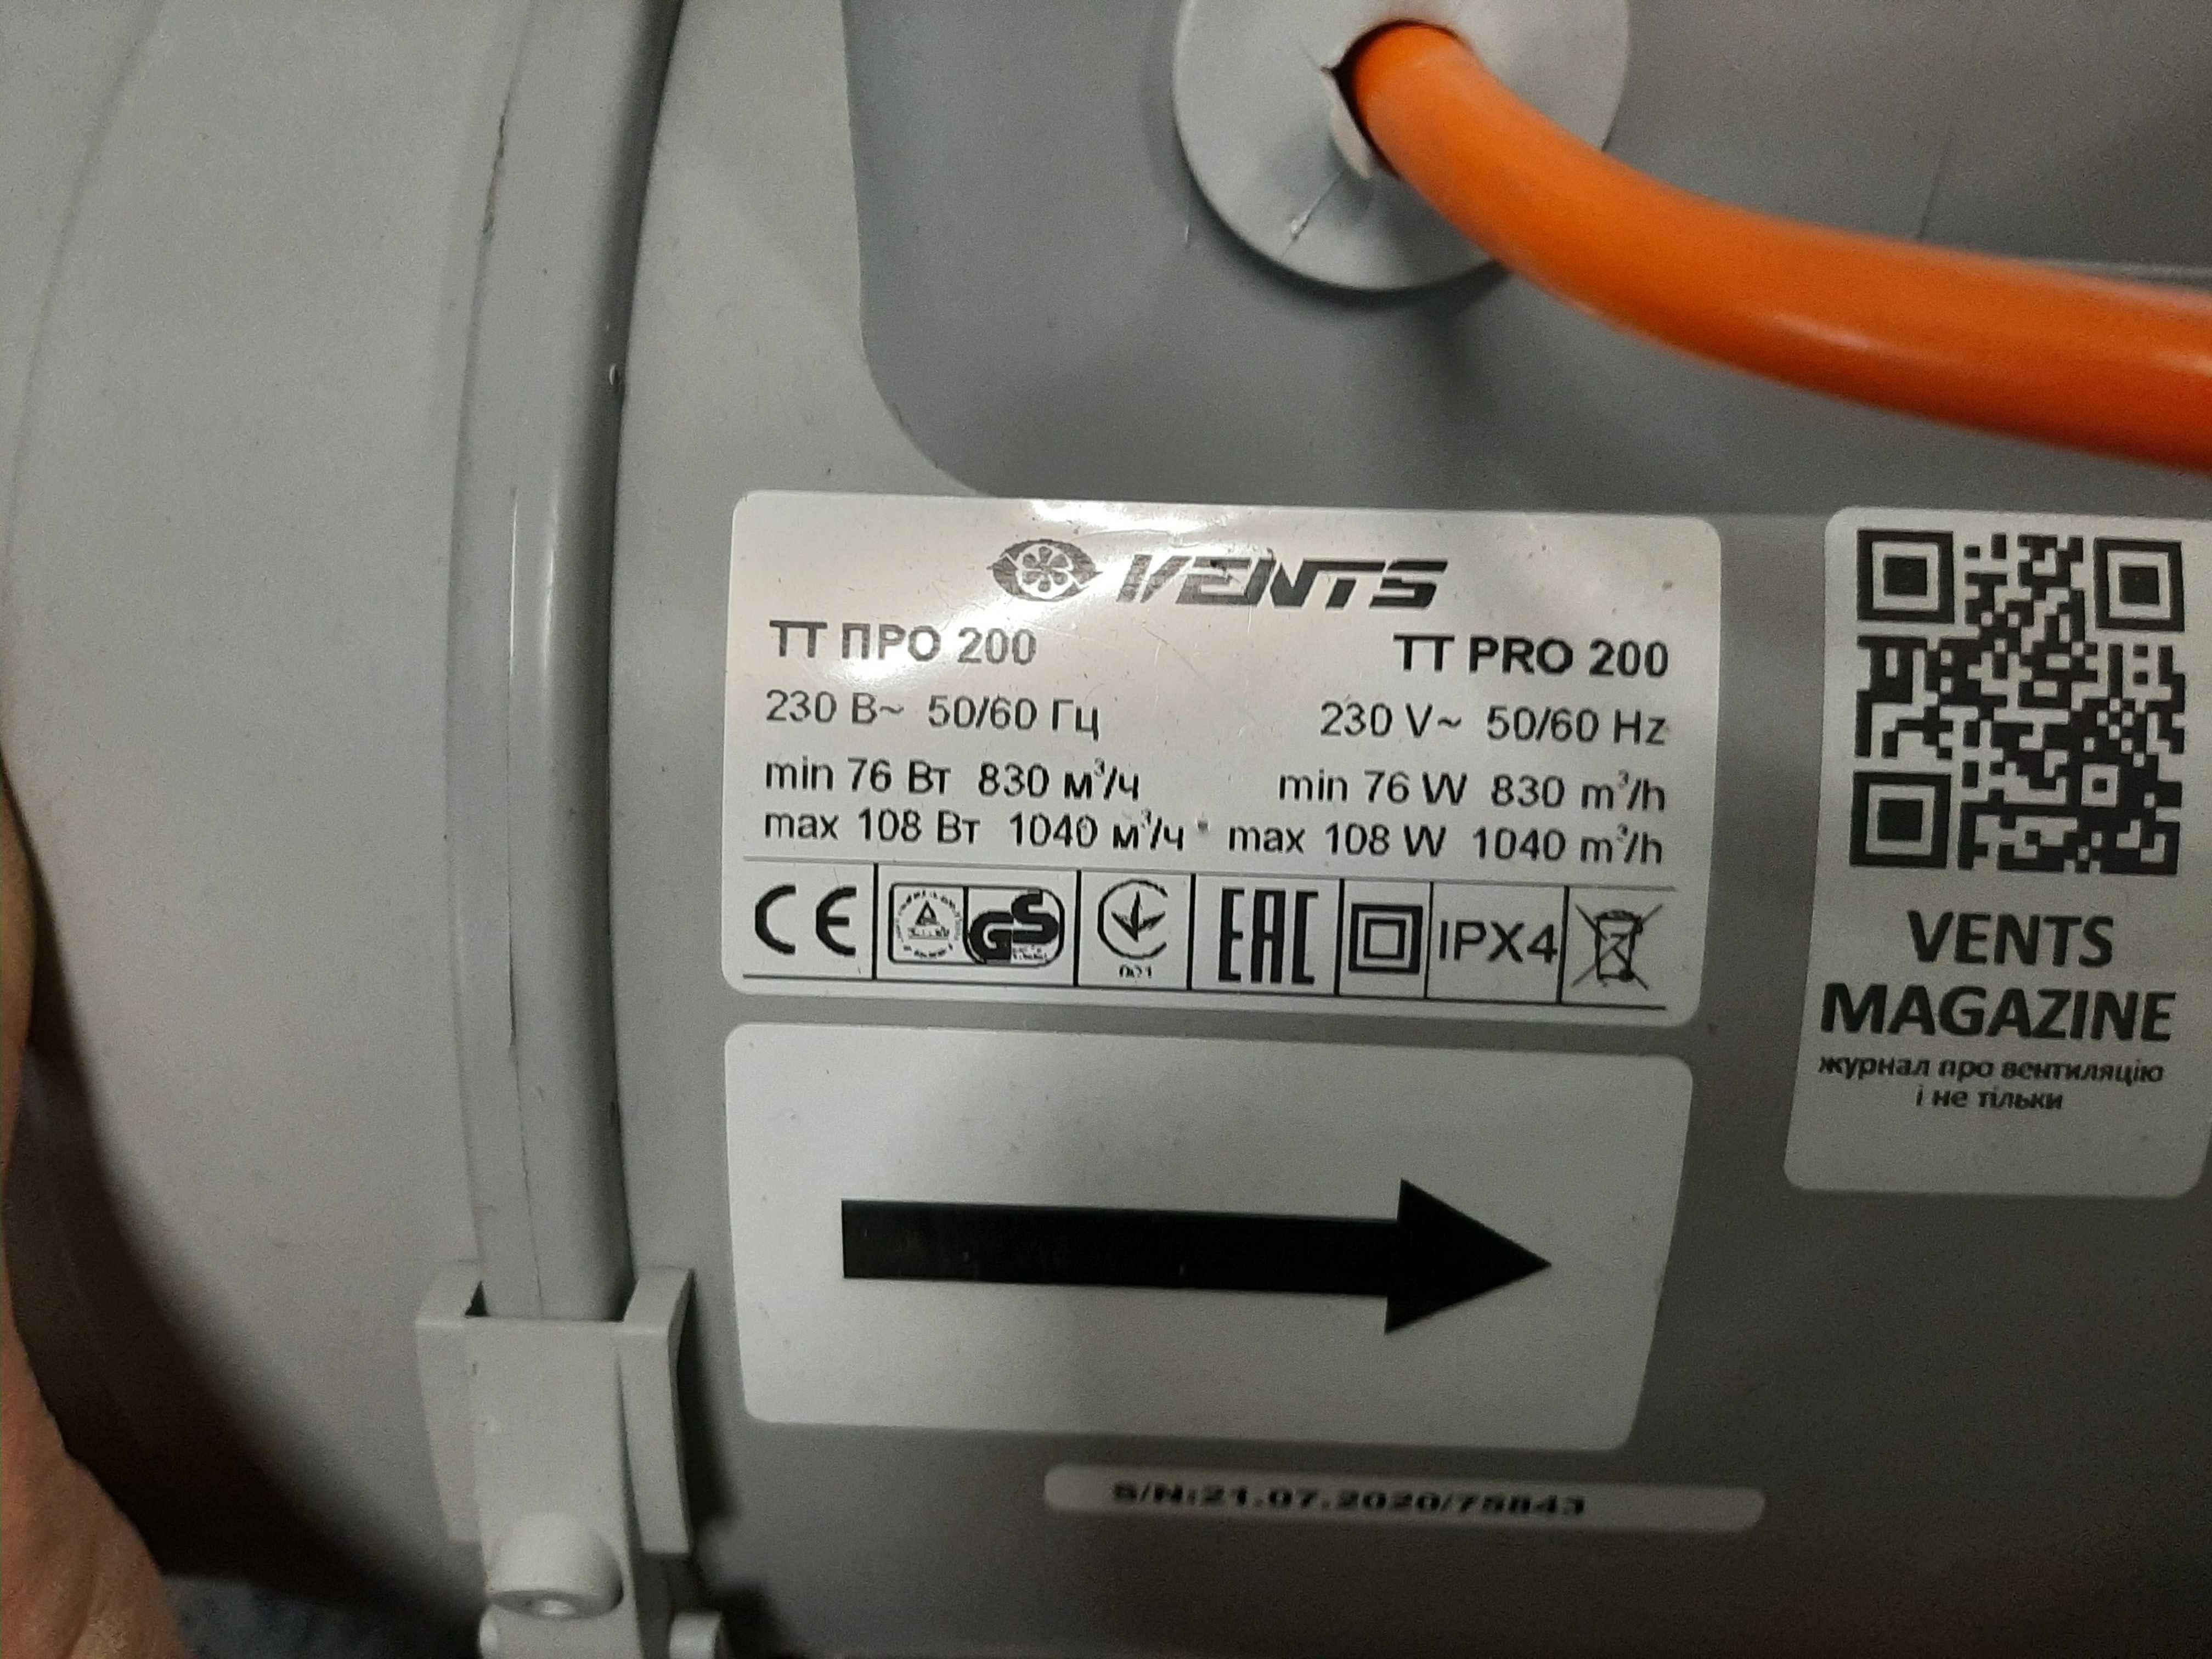 VENTS
ТТ ПРО 200
TT PRO 200
230 В~ 50/60 Гц
230 V~ 50/60 Hz
min 76 Вт 830 м³/ч
min 76 W 830 m³/h
max 108 Вт 1040 м³/ч
max 108 W 1040 m³/h
CE
GS
001
EAC
IPX4
VENTS
MAGAZINE
журнал про вентиляцію
і не тільки
S/N:21.07.2020/75843